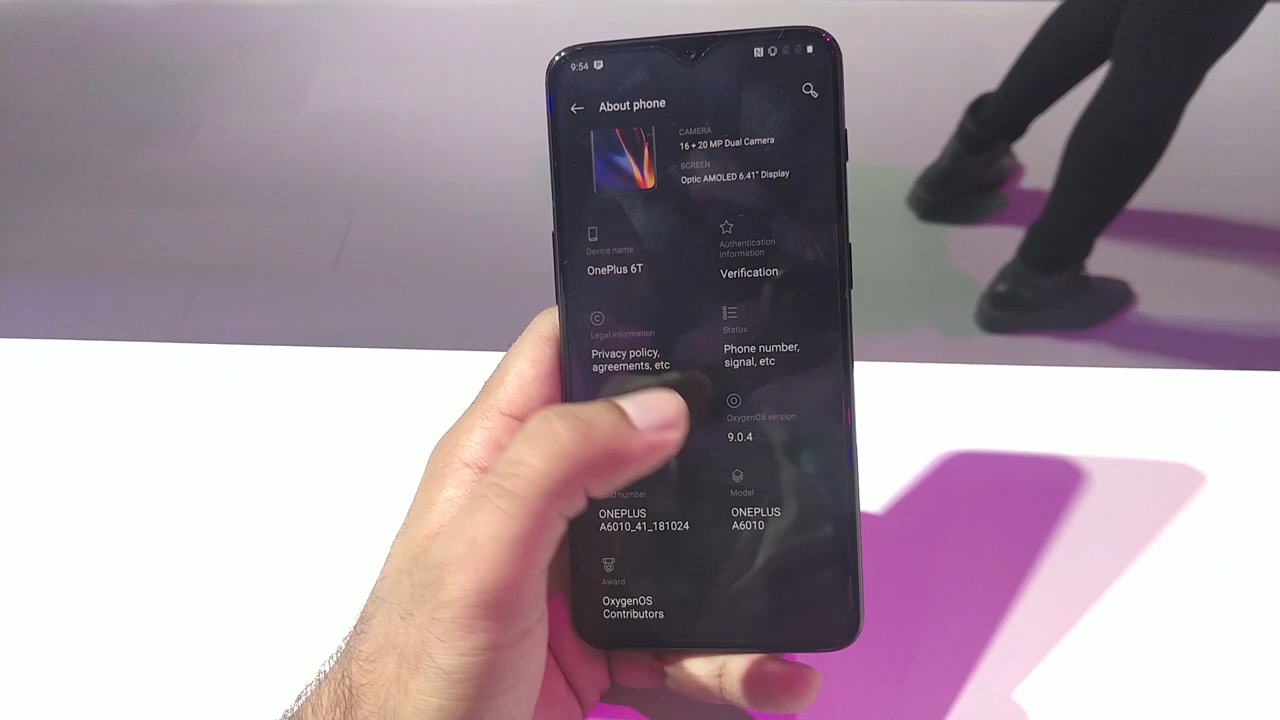 9:54
About phone
CAMERA
16 + 20 MP Dual Camera
SCREEN
Optic AMOLED 6.41" Display
Device name
OnePlus 6T
Authentication
information
Verification
Legal information
Privacy policy,
agreements, etc
Status
Phone number,
signal, etc
OxygenOS version
9.0.4
number
ONEPLUS
A6010_41_181024
Model
ONEPLUS
A6010
Award
OxygenOS
Contributors